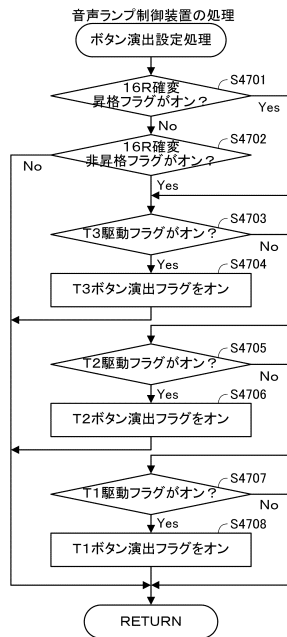 音声ランプ制御装置の処理
ボタン演出設定処理
S4701
16R確変
昇格フラグがオン？
Yes
No
S4702
16R確変
非昇格フラグがオン？
No
Yes
S4703
T3駆動フラグがオン？
No
Yes
S4704
T3ボタン演出フラグをオン
S4705
T2駆動フラグがオン？
No
Yes
S4706
T2ボタン演出フラグをオン
S4707
T1駆動フラグがオン？
No
Yes
S4708
T1ボタン演出フラグをオン
RETURN